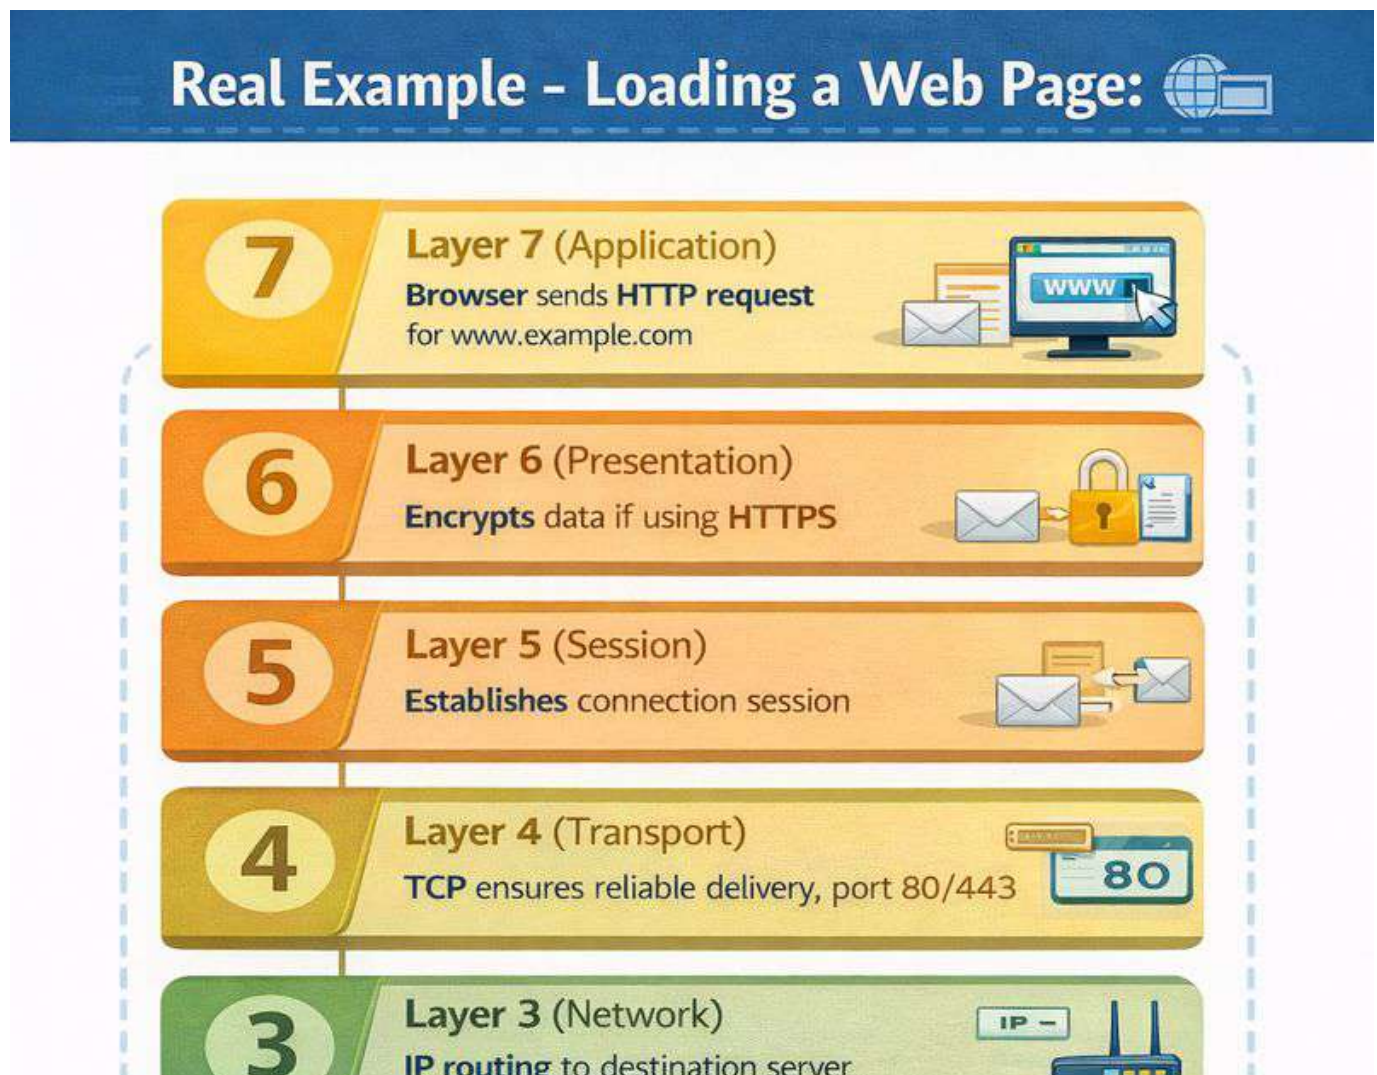 Real Example – Loading a Web Page:
7
Layer 7 (Application)
Browser sends HTTP request
for www.example.com
WWW
6
Layer 6 (Presentation)
Encrypts data if using HTTPS
5
Layer 5 (Session)
Establishes connection session
4
Layer 4 (Transport)
TCP ensures reliable delivery, port 80/443
80
3
Layer 3 (Network)
IP routing to destination server
IP –